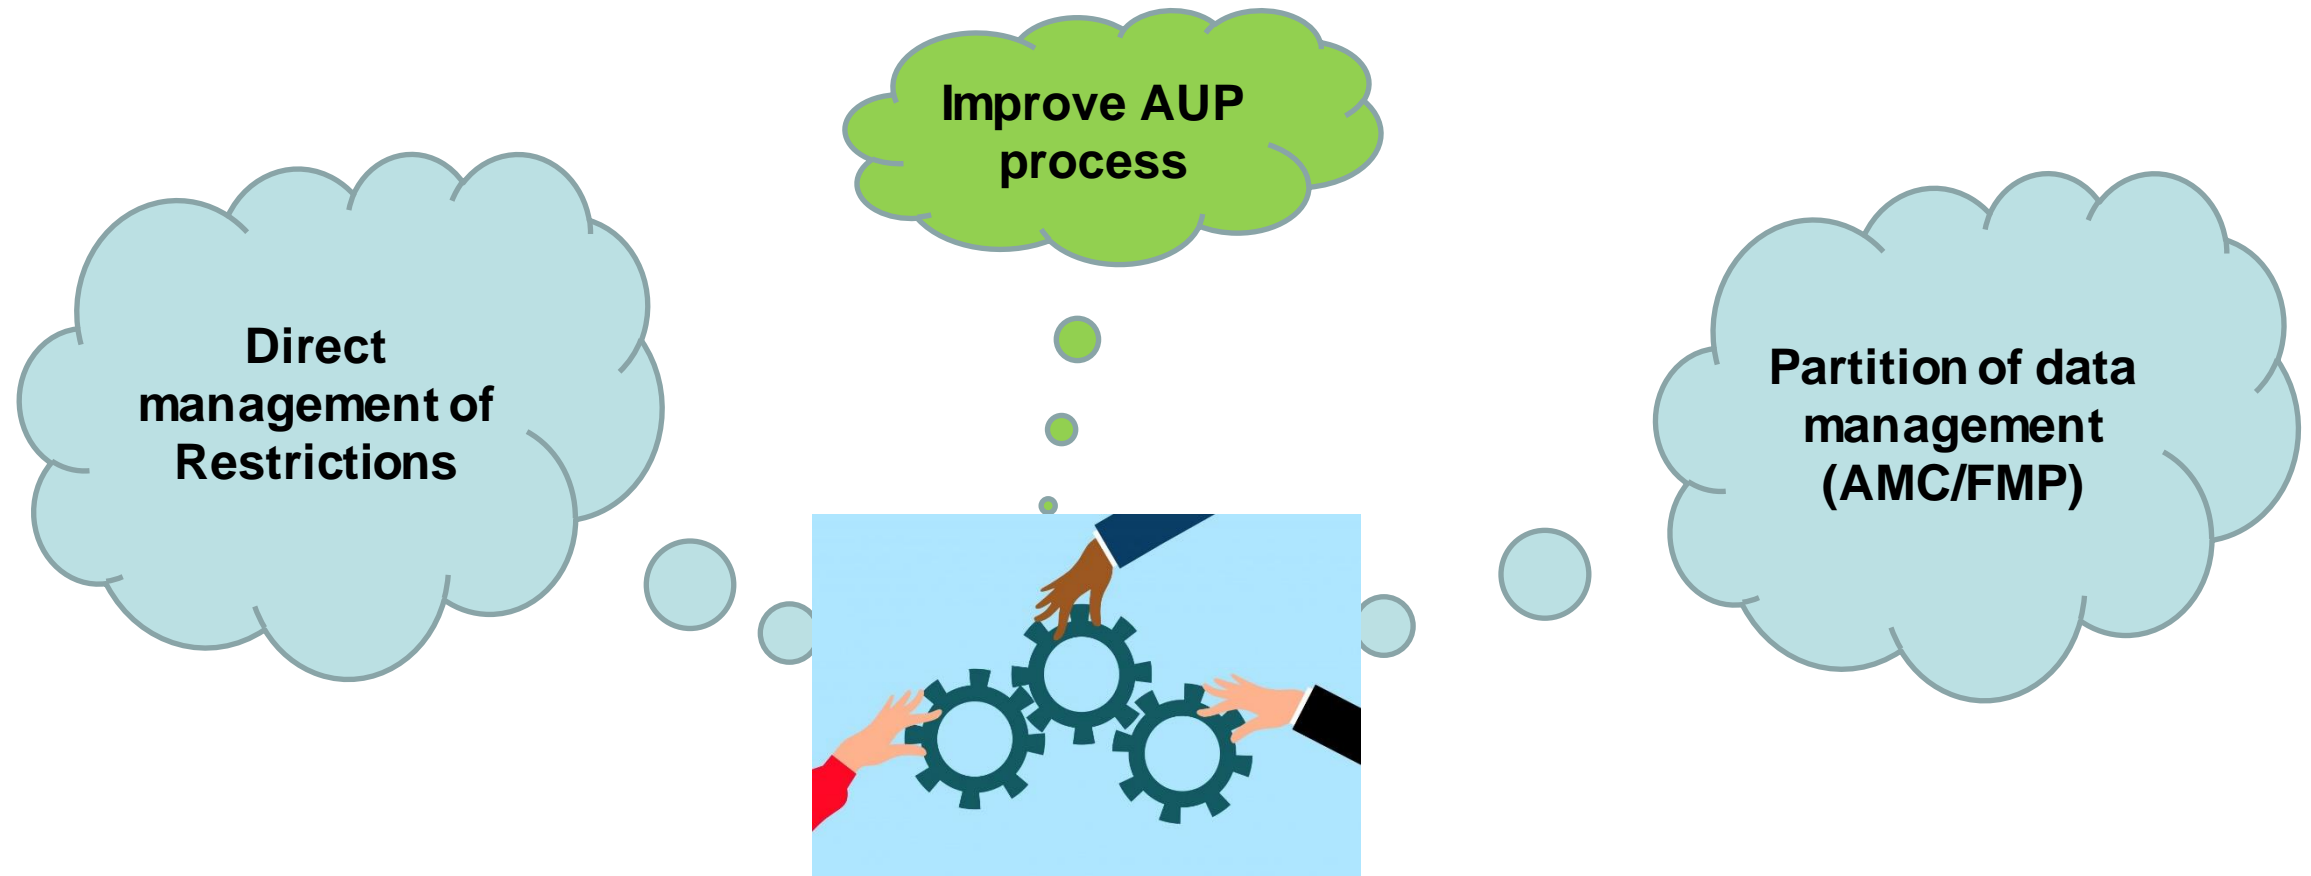 Improve AUP
process
Direct
management of
Restrictions
Partition of data
management
(AMC/FMP)